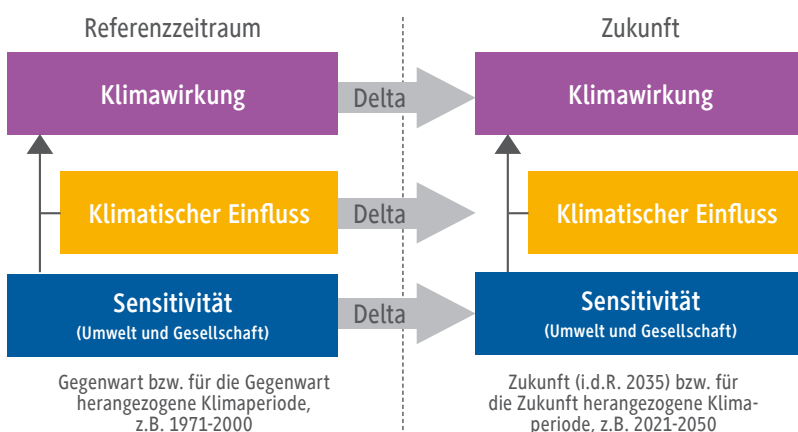 Referenzzeitraum
Zukunft
Klimawirkung
Delta
Klimawirkung
Klimatischer Einfluss
Delta
Klimatischer Einfluss
Sensitivität
(Umwelt und Gesellschaft)
Delta
Sensitivität
(Umwelt und Gesellschaft)
Gegenwart bzw. für die Gegenwart
herangezogene Klimaperiode,
z.B. 1971-2000
Zukunft (i.d.R. 2035) bzw. für
die Zukunft herangezogene Klima-
periode, z.B. 2021-2050